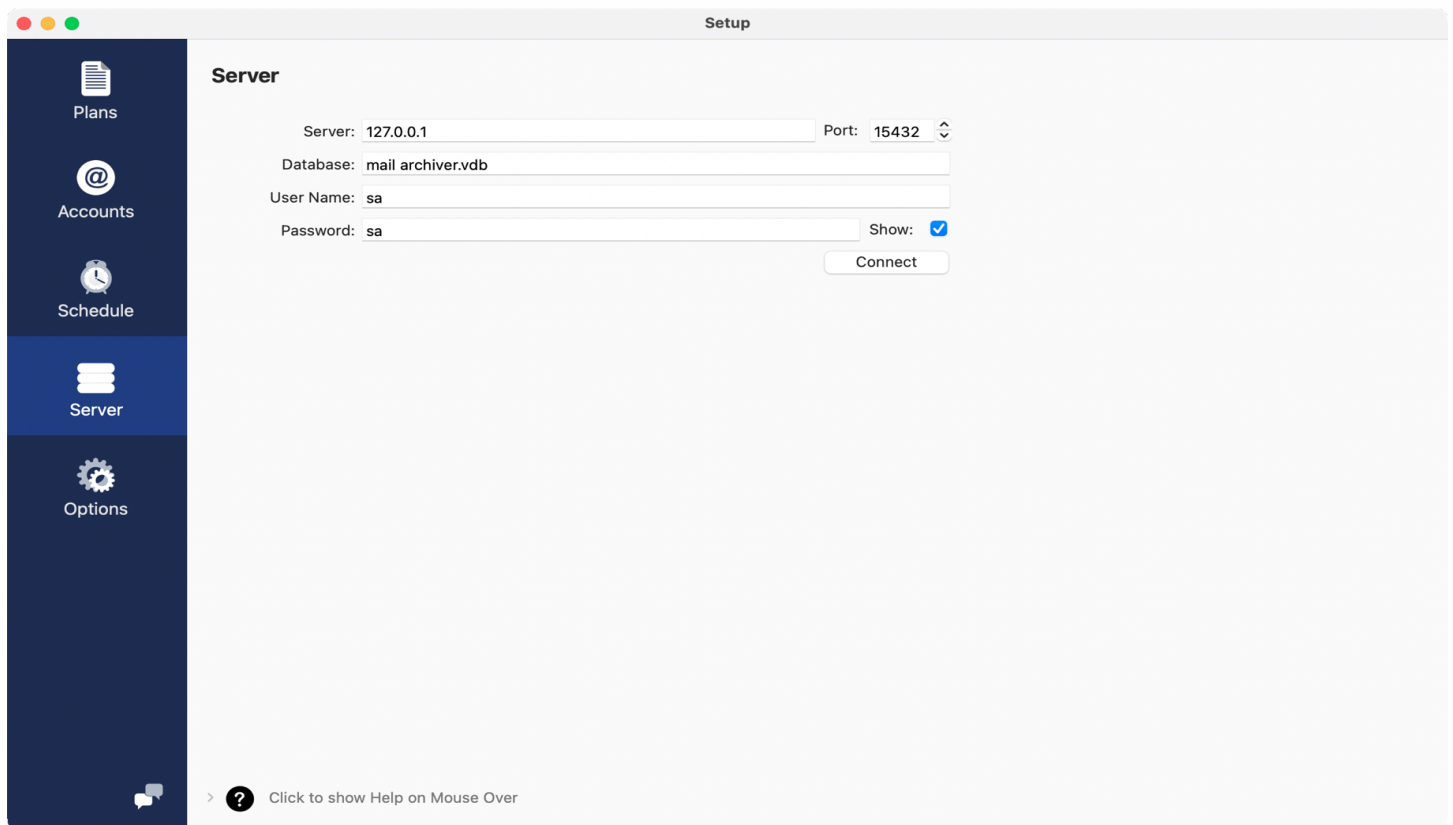 Setup
Plans
Accounts
Schedule
Server
Options
Server
Server: 127.0.0.1 Port: 15432
Database: mail archiver.vdb
User Name: sa
Password: sa Show:
Connect
? Click to show Help on Mouse Over